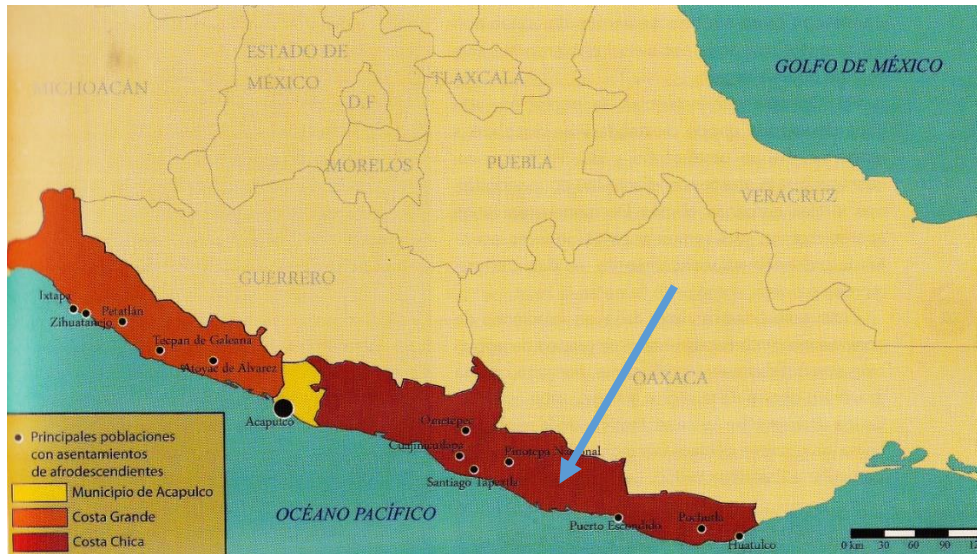 GOLFO DE MÉXICO
ESTADO DE
MÉXICO
TLAXCALA
MICHOACÁN
D.F
MORELOS
PUEBLA
VERACRUZ
GUERRERO
OAXACA
Ixtapa
Zihuatanejo
Petatlán
Tecpan de Galeana
Atoyac de Alvarez
Acapulco
Ometepec
Cuajinicuilapa
Pinotepa Nacional
Santiago Tapextla
Puerto Escondido
Pochutla
Huatulco
OCÉANO PACÍFICO
Principales poblaciones
con asentamientos
de afrodescendientes
Municipio de Acapulco
Costa Grande
Costa Chica
0 km 30 60 90